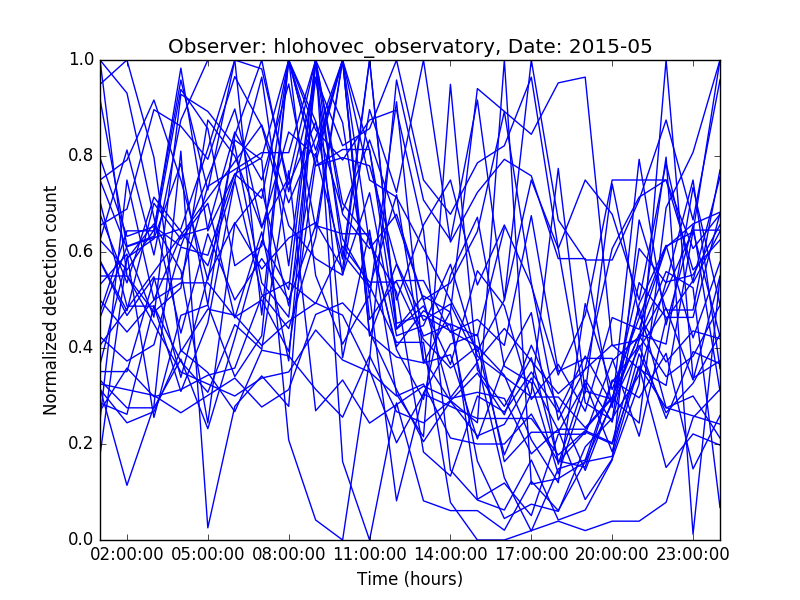 Observer: hlohovec_observatory, Date: 2015-05
Normalized detection count
1.0
0.8
0.6
0.4
0.2
0.0
02:00:00 05:00:00 08:00:00 11:00:00 14:00:00 17:00:00 20:00:00 23:00:00
Time (hours)